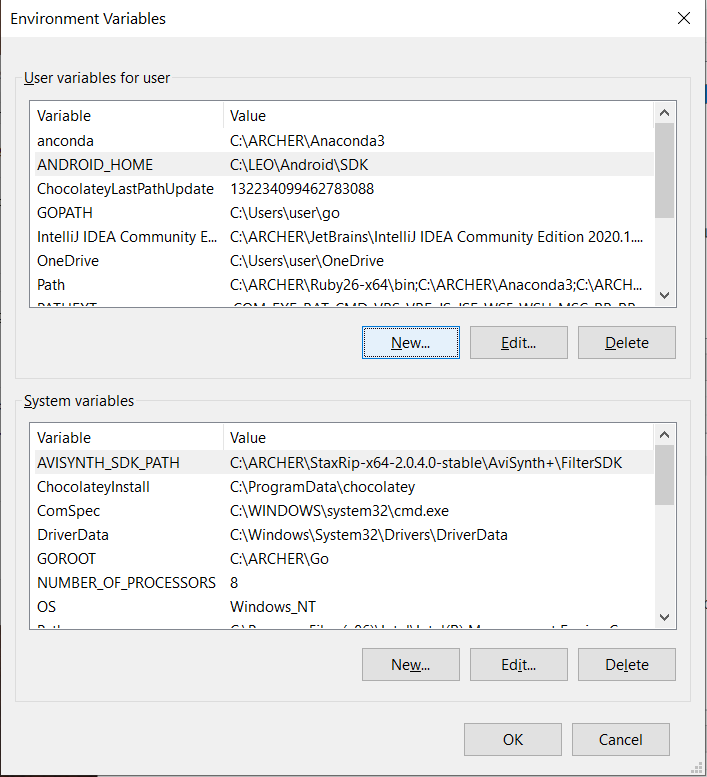 Environment Variables
User variables for user
Variable Value
anconda C:\ARCHER\Anaconda3
ANDROID_HOME C:\LEO\Android\SDK
ChocolateyLastPathUpdate 132234099462783088
GOPATH C:\Users\user\go
IntelliJ IDEA Community E... C:\ARCHER\JetBrains\IntelliJ IDEA Community Edition 2020.1....
OneDrive C:\Users\user\OneDrive
Path C:\ARCHER\Ruby26-x64\bin;C:\ARCHER\Anaconda3;C:\ARCH...
New... Edit... Delete
System variables
Variable Value
AVISYNTH_SDK_PATH C:\ARCHER\StaxRip-x64-2.0.4.0-stable\AviSynth+\FilterSDK
ChocolateyInstall C:\ProgramData\chocolatey
ComSpec C:\WINDOWS\system32\cmd.exe
DriverData C:\Windows\System32\Drivers\DriverData
GOROOT C:\ARCHER\Go
NUMBER_OF_PROCESSORS 8
OS Windows_NT
New... Edit... Delete
OK Cancel